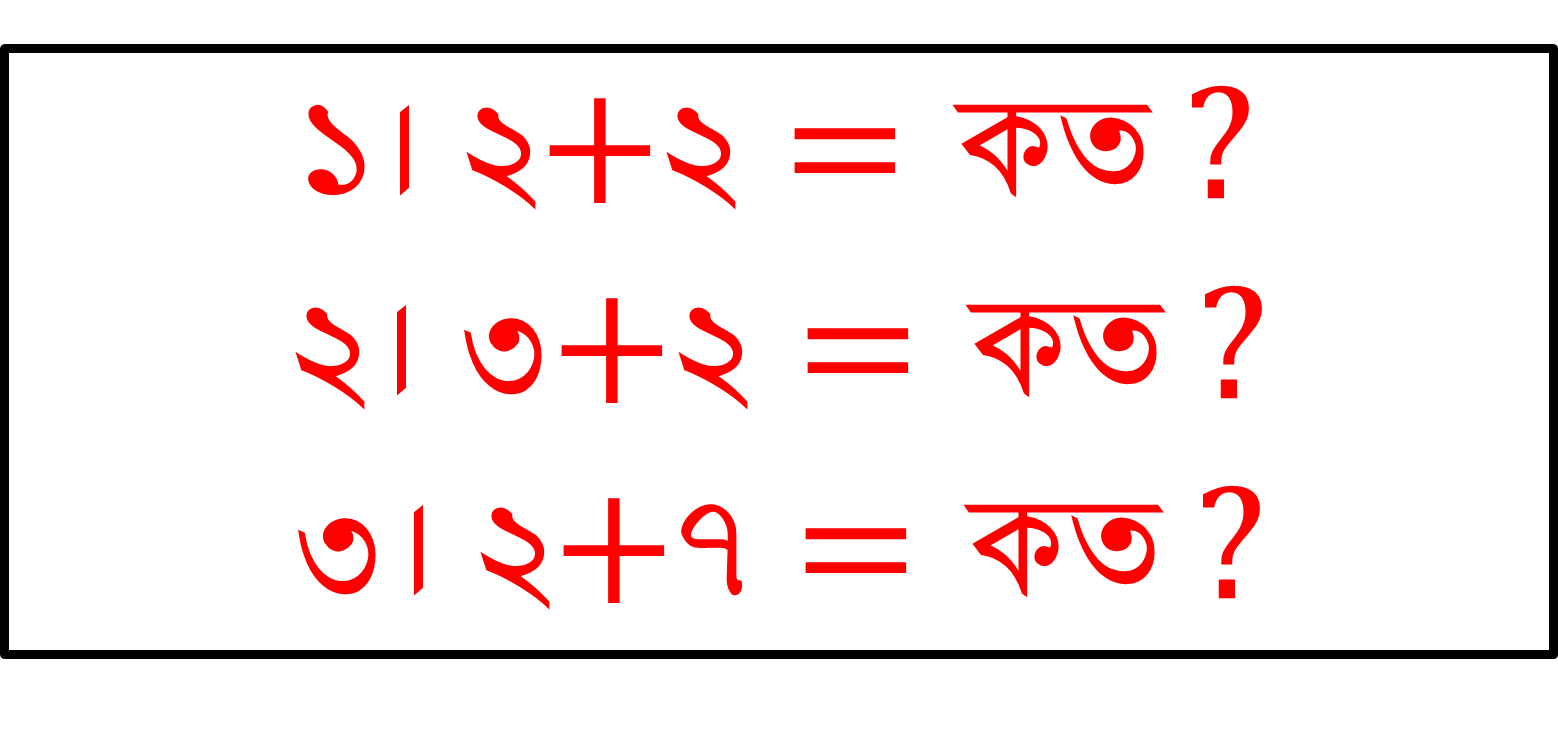 ১। ২+২ = কত ?
২। ৩+২ = কত ?
৩। ২+৭ = কত ?